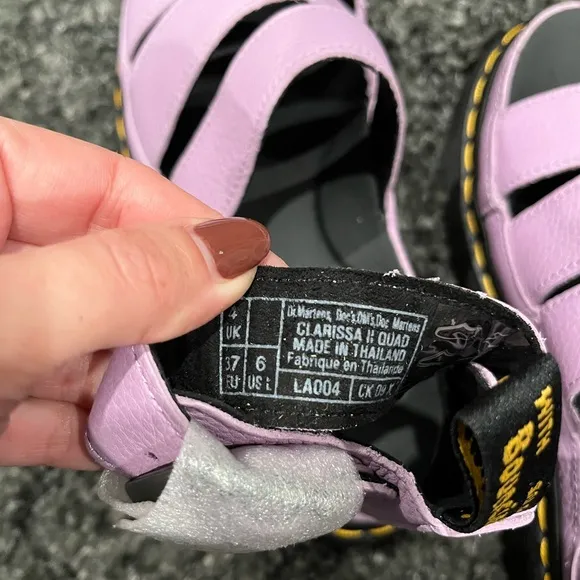 4
UK
37
EU
6
US L
Dr.Martens, Doc's,DM's,Doc Martens
CLARISSA II QUAD
MADE IN THAILAND
Fabriqué en Thaïlande
LA004
CK 09 X
WITH